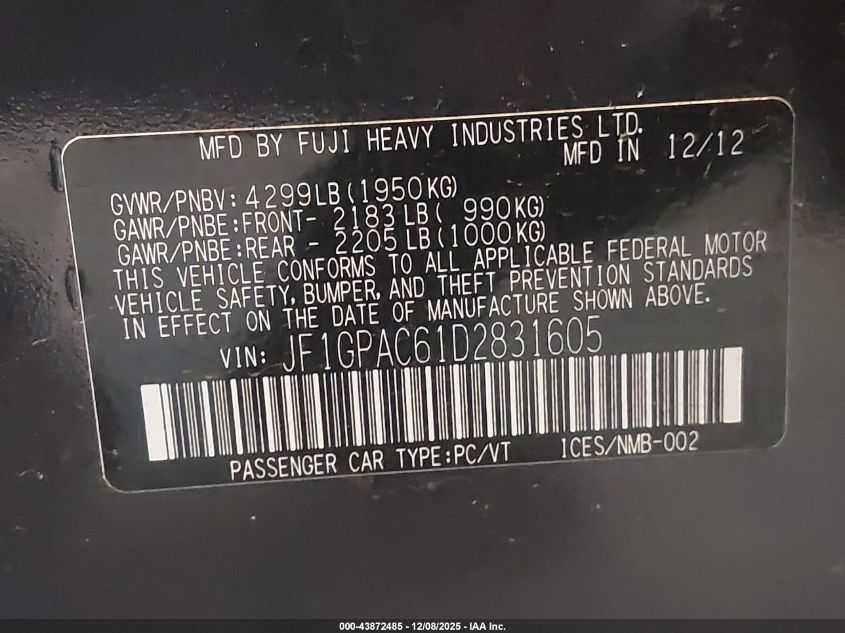 MFD BY FUJI HEAVY INDUSTRIES LTD.
MFD IN 12/12
GVWR/PNBV: 4299LB(1950KG)
GAWR/PNBE:FRONT- 2183LB( 990KG)
GAWR/PNBE:REAR - 2205LB(1000KG)
THIS VEHICLE CONFORMS TO ALL APPLICABLE FEDERAL MOTOR
VEHICLE SAFETY, BUMPER, AND THEFT PREVENTION STANDARDS
IN EFFECT ON THE DATE OF MANUFACTURE SHOWN ABOVE.
VIN: JF1GPAC61D2831605
PASSENGER CAR TYPE:PC/VT ICES/NMB-002
000-43872485 - 12/08/2025 - IAA Inc.